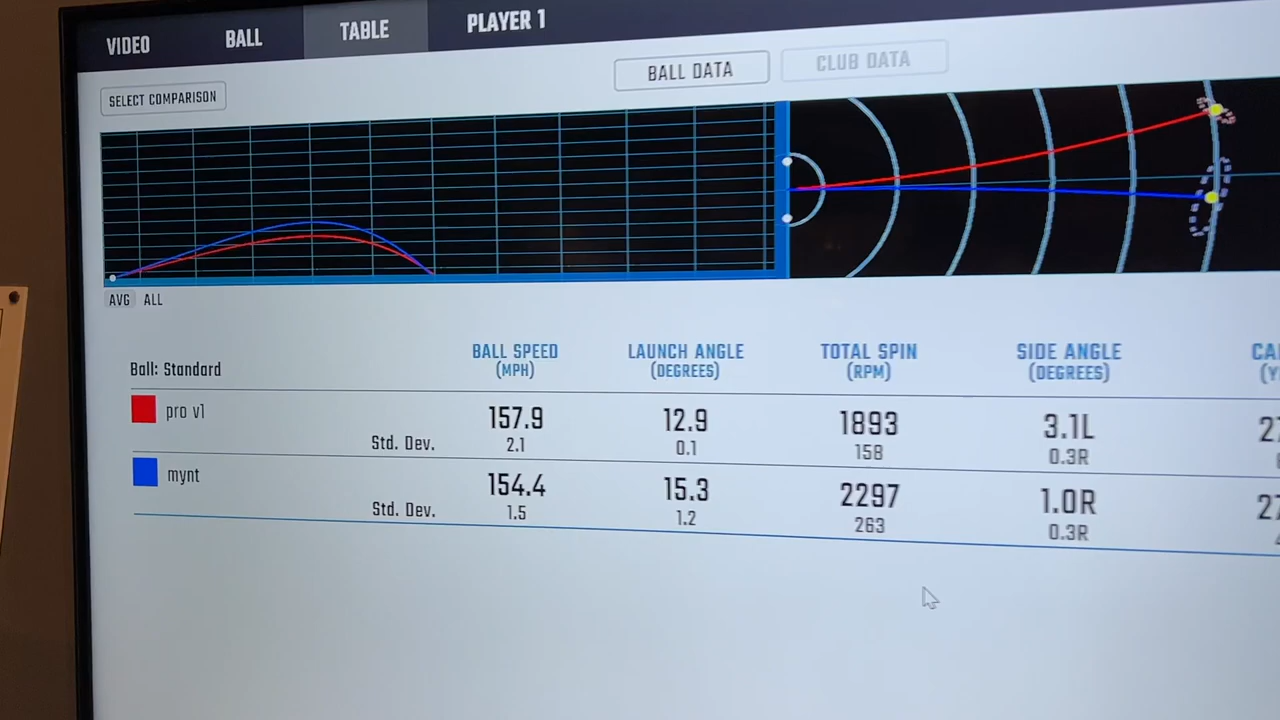 VIDEO BALL TABLE PLAYER 1
BALL DATA CLUB DATA
SELECT COMPARISON
AVG ALL
Ball: Standard
BALL SPEED LAUNCH ANGLE TOTAL SPIN SIDE ANGLE
(MPH) (DEGREES) (RPM) (DEGREES)
pro v1 157.9 12.9 1893 3.1L
Std. Dev. 2.1 0.1 158 0.3R
mynt 154.4 15.3 2297 1.0R
Std. Dev. 1.5 1.2 263 0.3R